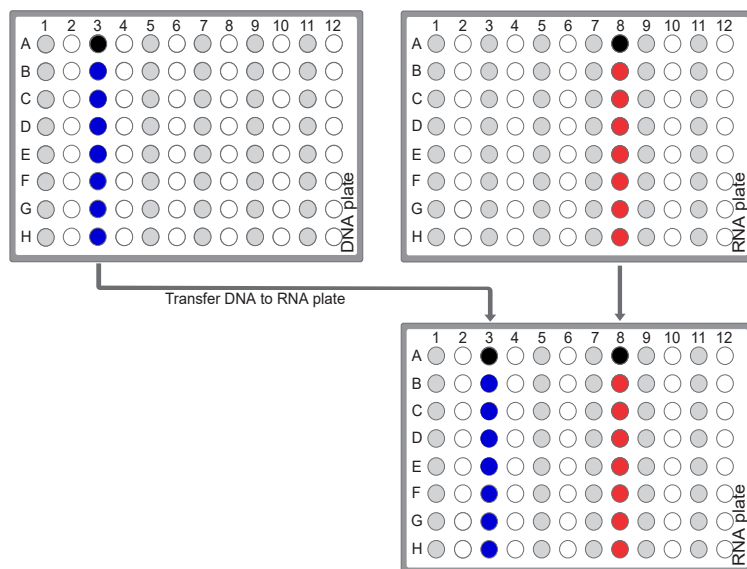 1 2 3 4 5 6 7 8 9 10 11 12
A
B
C
D
E
F
G
H
DNA plate
1 2 3 4 5 6 7 8 9 10 11 12
A
B
C
D
E
F
G
H
RNA plate
Transfer DNA to RNA plate
1 2 3 4 5 6 7 8 9 10 11 12
A
B
C
D
E
F
G
H
RNA plate